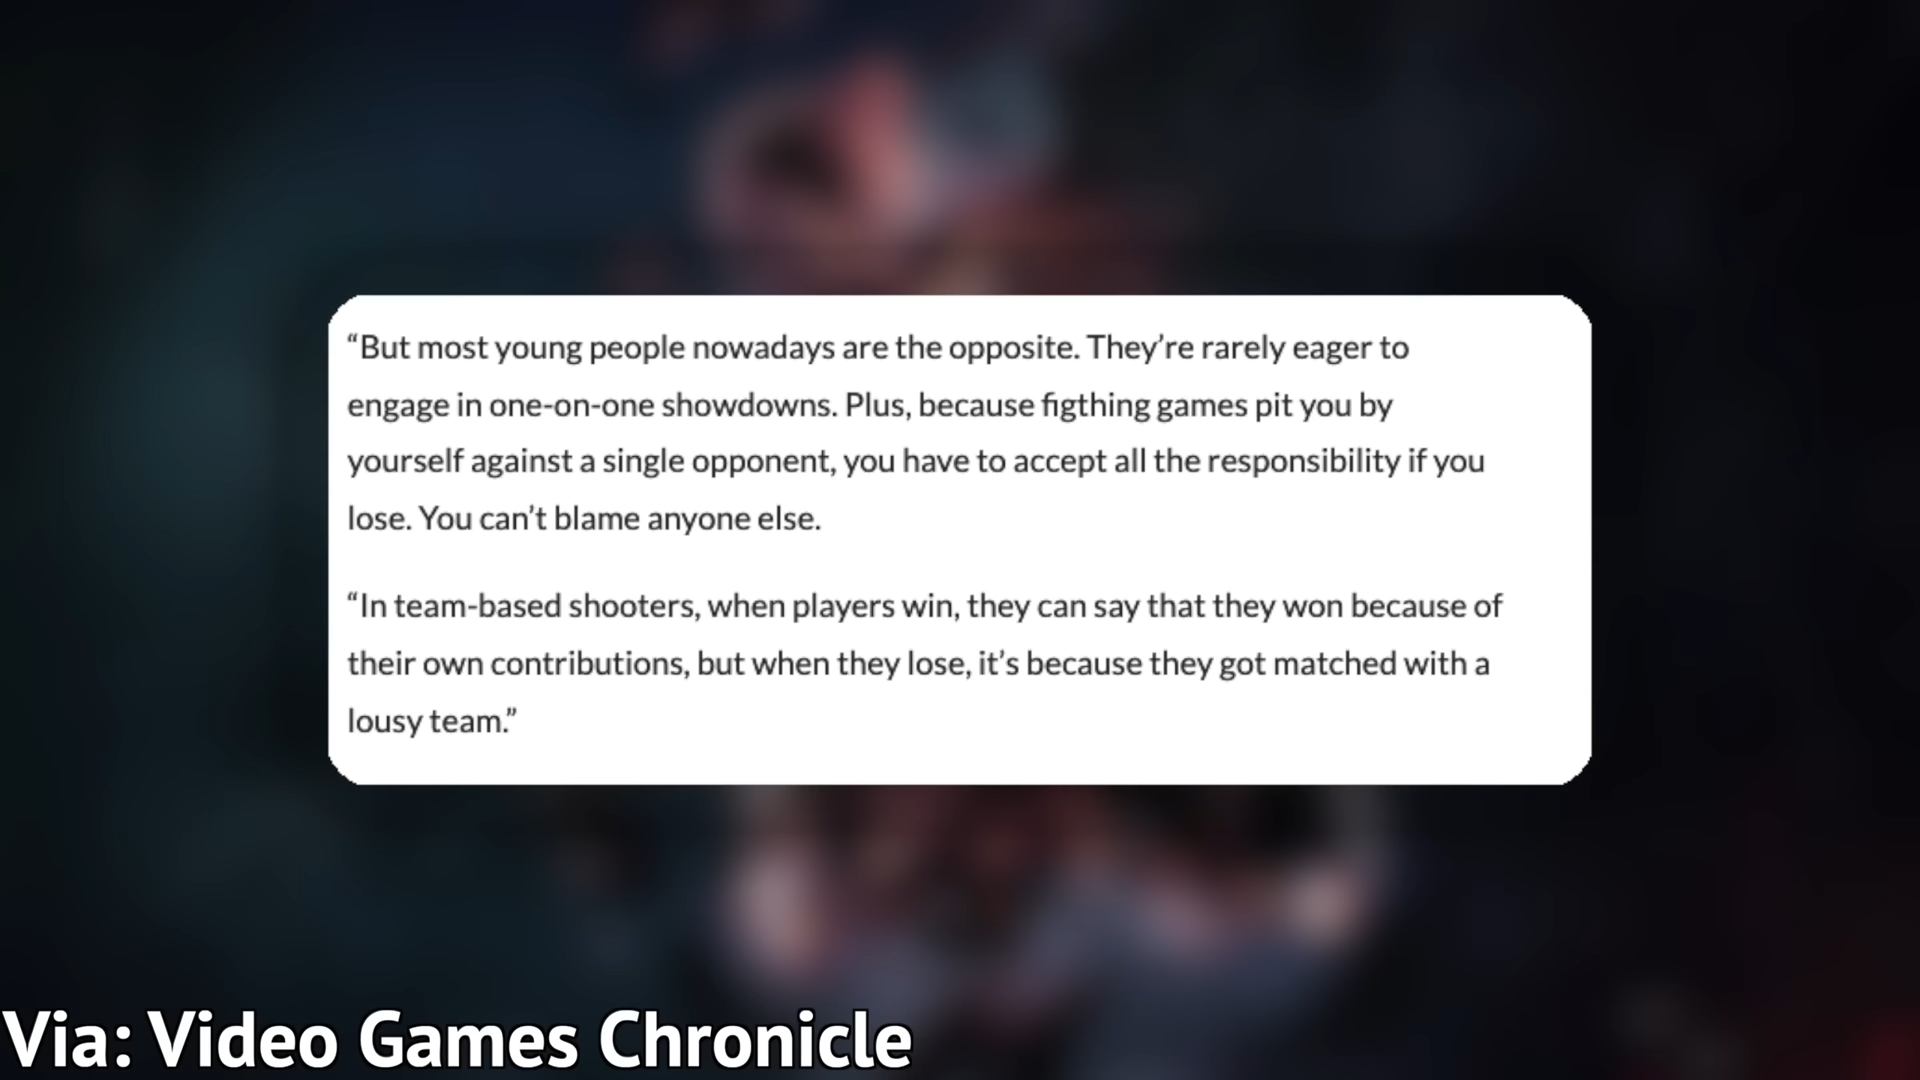 “But most young people nowadays are the opposite. They’re rarely eager to
engage in one-on-one showdowns. Plus, because figthing games pit you by
yourself against a single opponent, you have to accept all the responsibility if you
lose. You can’t blame anyone else.
“In team-based shooters, when players win, they can say that they won because of
their own contributions, but when they lose, it’s because they got matched with a
lousy team.”
Via: Video Games Chronicle